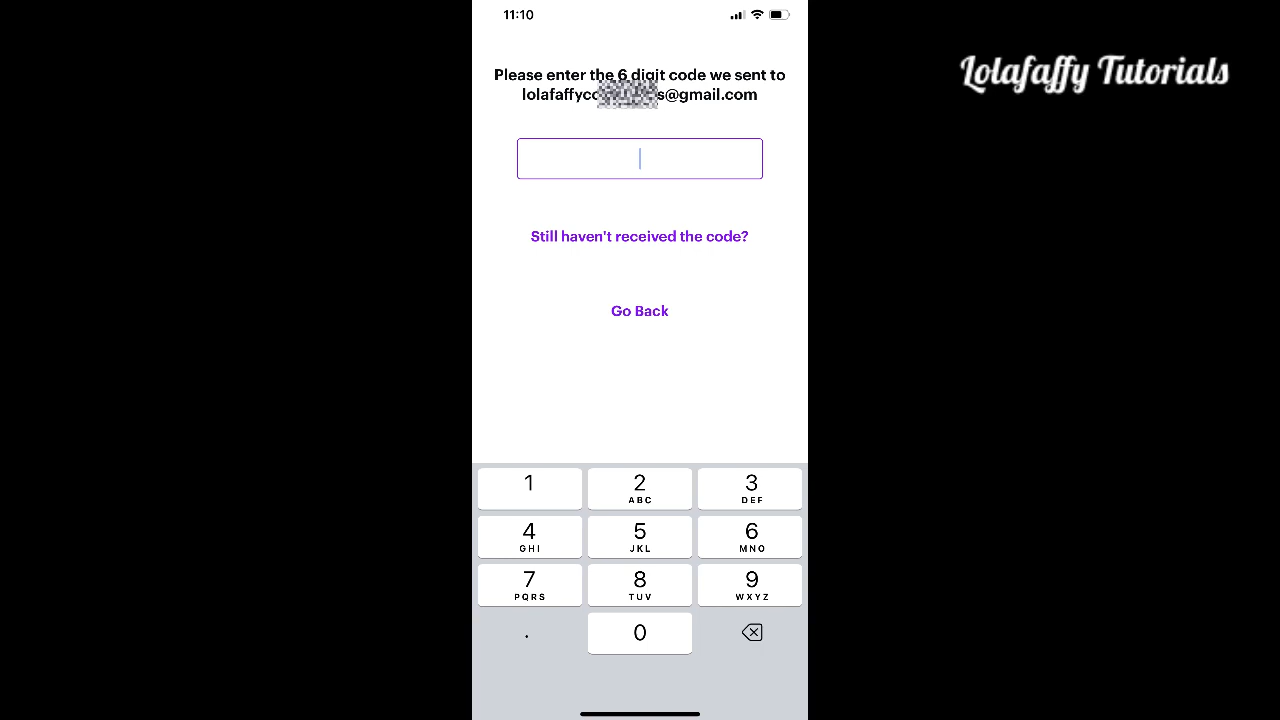 11:10
Lolafaffy Tutorials
Please enter the 6 digit code we sent to
lolafaffyco s@gmail.com
Still haven't received the code?
Go Back
1 2 3
ABC DEF
4 5 6
GHI JKL MNO
7 8 9
PQRS TUV WXYZ
. 0